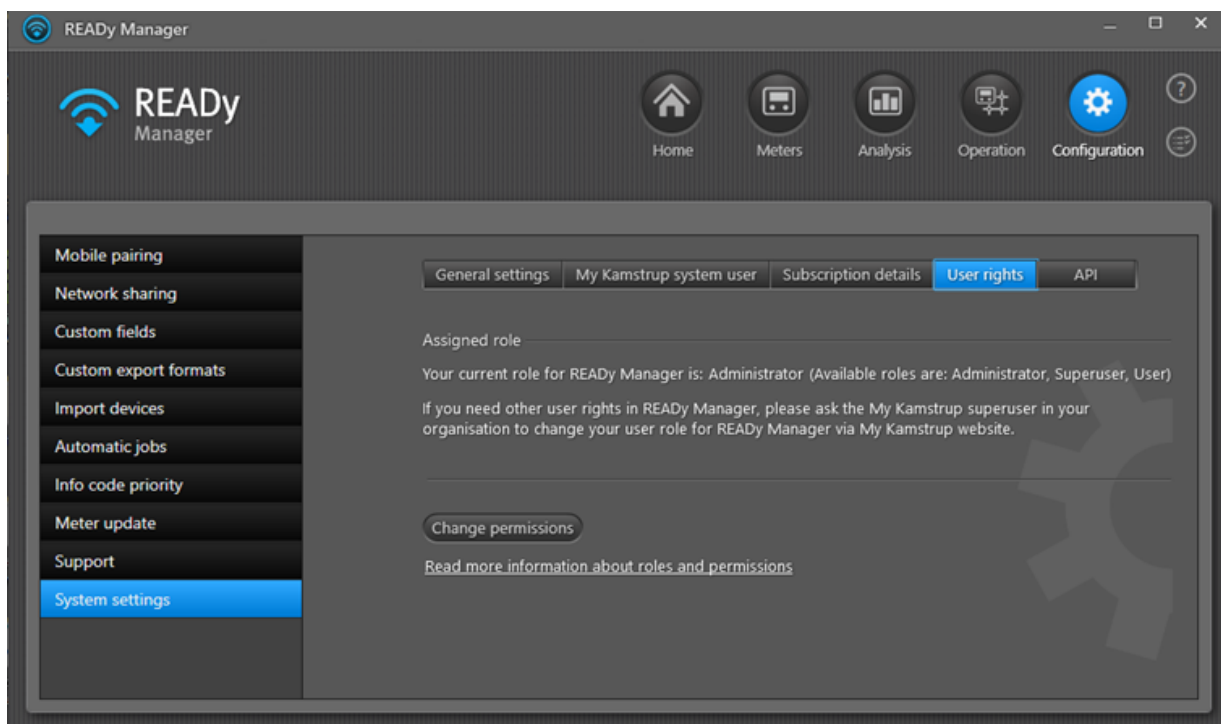 READy Manager
READy
Manager
Home
Meters
Analysis
Operation
Configuration
?
Mobile pairing
Network sharing
Custom fields
Custom export formats
Import devices
Automatic jobs
Info code priority
Meter update
Support
System settings
General settings
My Kamstrup system user
Subscription details
User rights
API
Assigned role
Your current role for READy Manager is: Administrator (Available roles are: Administrator, Superuser, User)
If you need other user rights in READy Manager, please ask the My Kamstrup superuser in your
organisation to change your user role for READy Manager via My Kamstrup website.
Change permissions
Read more information about roles and permissions